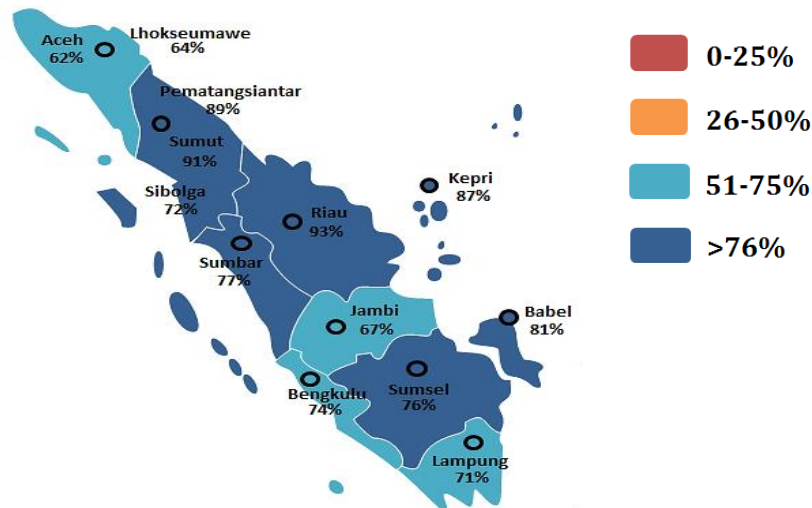 Aceh
62%
Lhokseumawe
64%
Pematangsiantar
89%
Sumut
91%
Sibolga
72%
Riau
93%
Kepri
87%
Sumbar
77%
Jambi
67%
Babel
81%
Bengkulu
74%
Sumsel
76%
Lampung
71%
0-25%
26-50%
51-75%
>76%